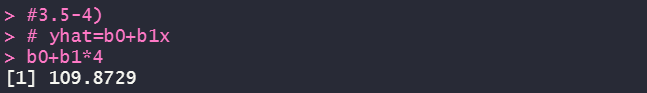 > #3.5-4)
> # yhat=b0+b1x
> b0+b1*4
[1] 109.8729